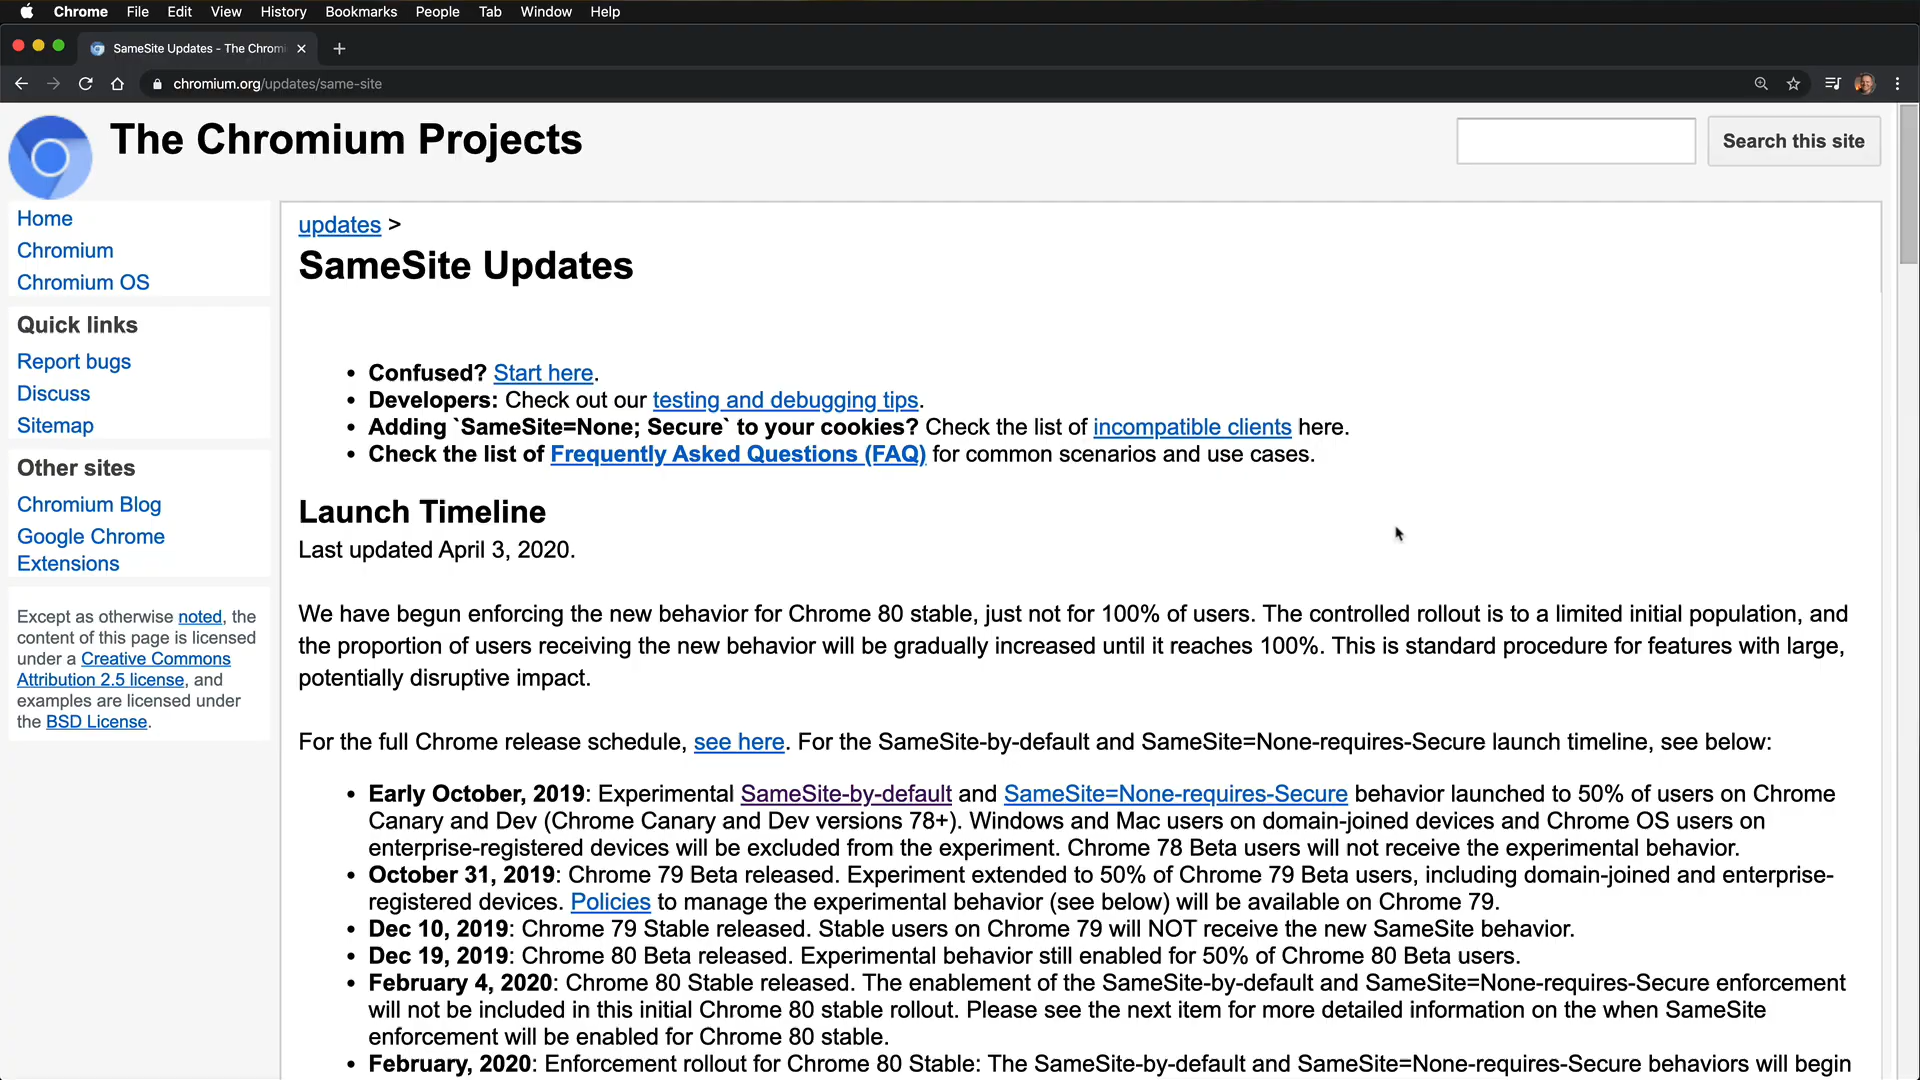 Chrome File Edit View History Bookmarks People Tab Window Help
SameSite Updates - The Chromi
chromium.org/updates/same-site
The Chromium Projects
Search this site
Home
Chromium
Chromium OS
Quick links
Report bugs
Discuss
Sitemap
Other sites
Chromium Blog
Google Chrome
Extensions
Except as otherwise noted, the
content of this page is licensed
under a Creative Commons
Attribution 2.5 license, and
examples are licensed under
the BSD License.
updates >
SameSite Updates
• Confused? Start here.
• Developers: Check out our testing and debugging tips.
• Adding `SameSite=None; Secure` to your cookies? Check the list of incompatible clients here.
• Check the list of Frequently Asked Questions (FAQ) for common scenarios and use cases.
Launch Timeline
Last updated April 3, 2020.
We have begun enforcing the new behavior for Chrome 80 stable, just not for 100% of users. The controlled rollout is to a limited initial population, and
the proportion of users receiving the new behavior will be gradually increased until it reaches 100%. This is standard procedure for features with large,
potentially disruptive impact.
For the full Chrome release schedule, see here. For the SameSite-by-default and SameSite=None-requires-Secure launch timeline, see below:
• Early October, 2019: Experimental SameSite-by-default and SameSite=None-requires-Secure behavior launched to 50% of users on Chrome
Canary and Dev (Chrome Canary and Dev versions 78+). Windows and Mac users on domain-joined devices and Chrome OS users on
enterprise-registered devices will be excluded from the experiment. Chrome 78 Beta users will not receive the experimental behavior.
• October 31, 2019: Chrome 79 Beta released. Experiment extended to 50% of Chrome 79 Beta users, including domain-joined and enterprise-
registered devices. Policies to manage the experimental behavior (see below) will be available on Chrome 79.
• Dec 10, 2019: Chrome 79 Stable released. Stable users on Chrome 79 will NOT receive the new SameSite behavior.
• Dec 19, 2019: Chrome 80 Beta released. Experimental behavior still enabled for 50% of Chrome 80 Beta users.
• February 4, 2020: Chrome 80 Stable released. The enablement of the SameSite-by-default and SameSite=None-requires-Secure enforcement
will not be included in this initial Chrome 80 stable rollout. Please see the next item for more detailed information on the when SameSite
enforcement will be enabled for Chrome 80 stable.
• February, 2020: Enforcement rollout for Chrome 80 Stable: The SameSite-by-default and SameSite=None-requires-Secure behaviors will begin